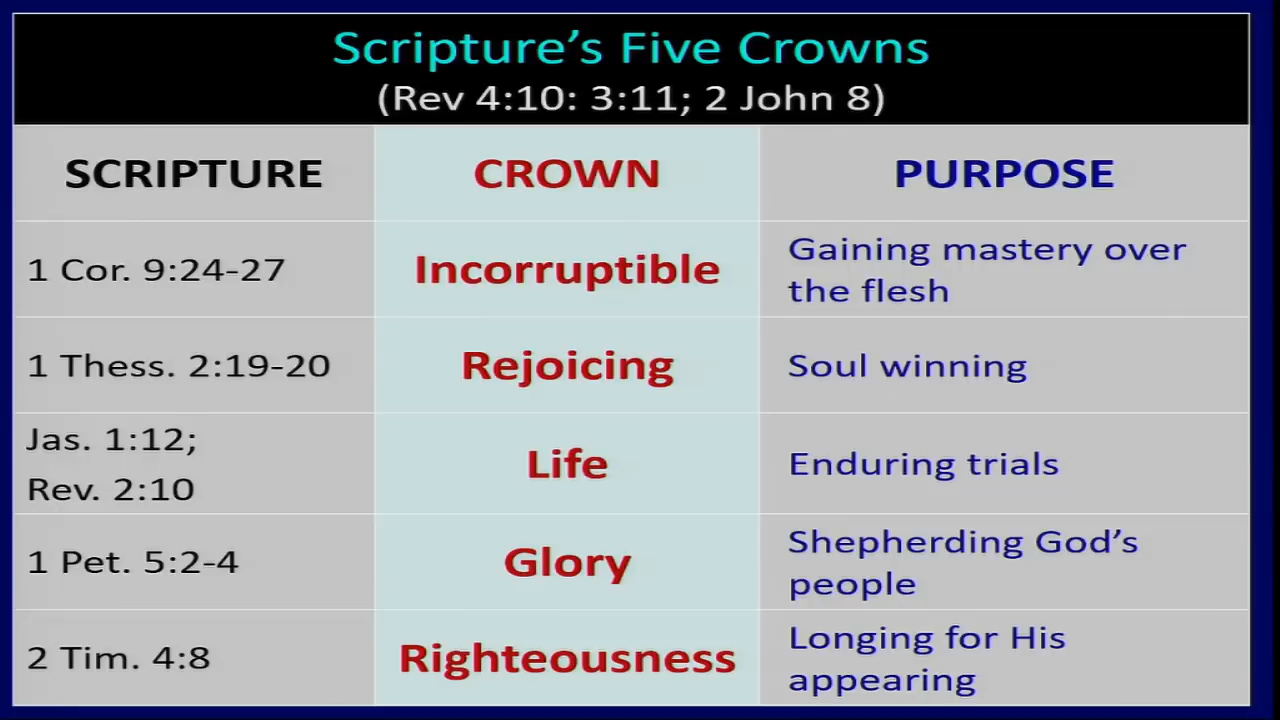 Scripture’s Five Crowns
(Rev 4:10: 3:11; 2 John 8)
SCRIPTURE CROWN PURPOSE
1 Cor. 9:24-27 Incorruptible Gaining mastery over
the flesh
1 Thess. 2:19-20 Rejoicing Soul winning
Jas. 1:12;
Rev. 2:10 Life Enduring trials
1 Pet. 5:2-4 Glory Shepherding God’s
people
2 Tim. 4:8 Righteousness Longing for His
appearing